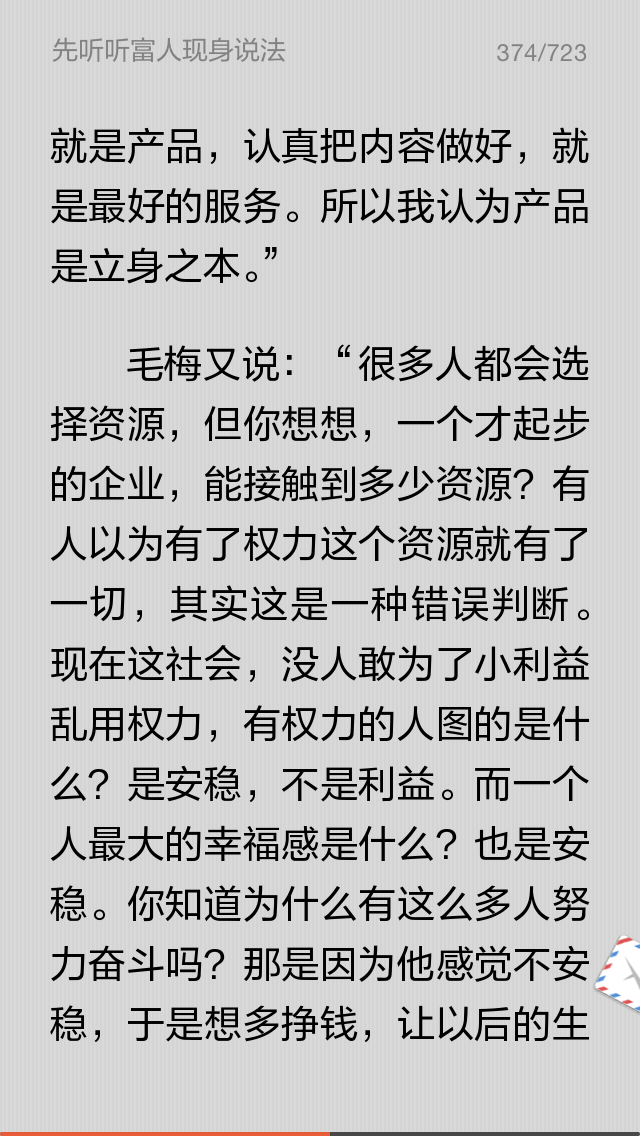 先听听富人现身说法
374/723
就是产品，认真把内容做好，就
是最好的服务。所以我认为产品
是立身之本。”
毛梅又说：“很多人都会选
择资源，但你想想，一个才起步
的企业，能接触到多少资源？有
人以为有了权力这个资源就有了
一切，其实这是一种错误判断。
现在这社会，没人敢为了小利益
乱用权力，有权力的人图的是什
么？是安稳，不是利益。而一个
人最大的幸福感是什么？也是安
稳。你知道为什么有这么多人努
力奋斗吗？那是因为他感觉不安
稳，于是想多挣钱，让以后的生